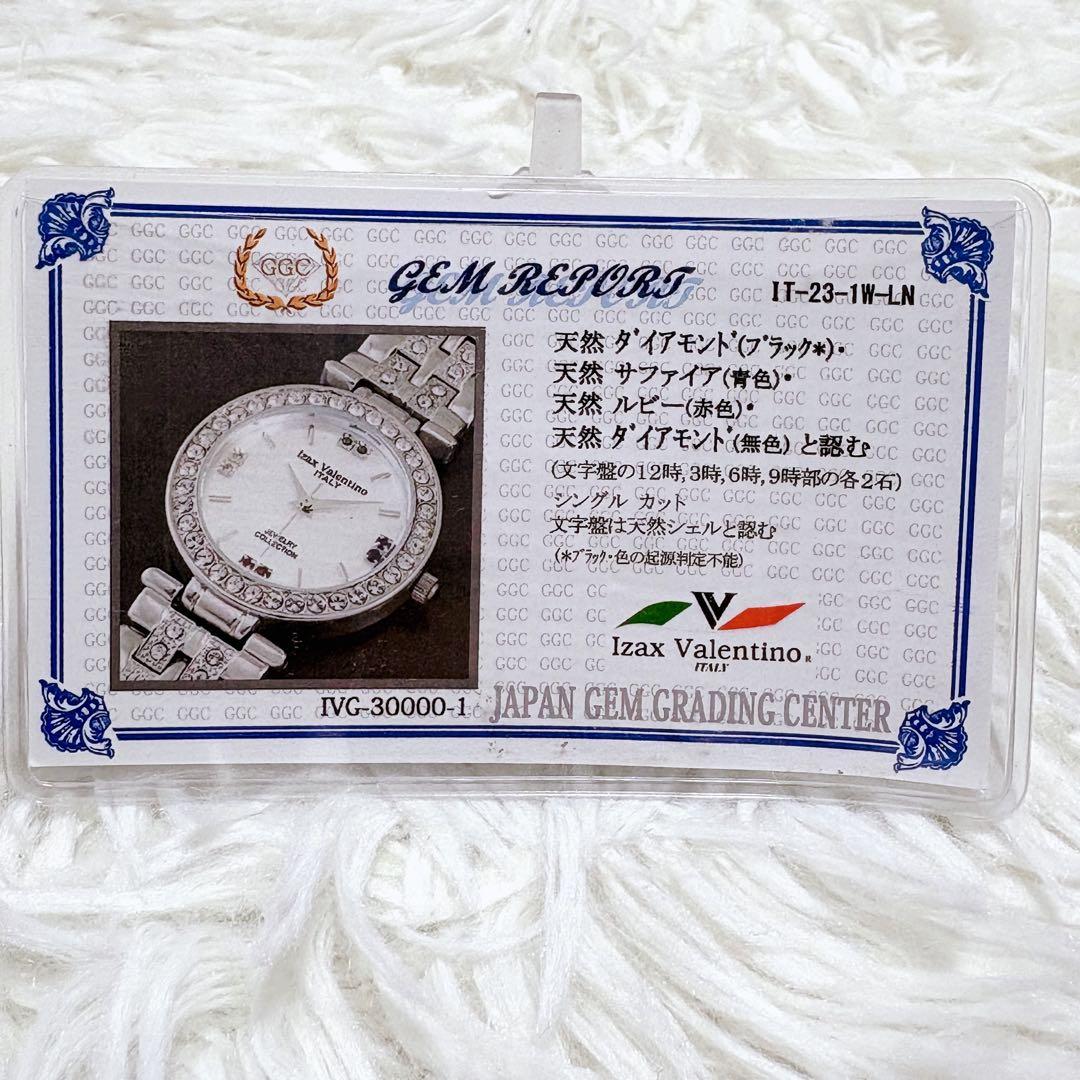 GGC
GEM REPORT
IT-23-1W-LN
天然 ダイアモンド(ブラック*)・
天然 サファイア(青色)・
天然 ルビー(赤色)・
天然 ダイアモンド(無色) と認む
(文字盤の12時,3時,6時,9時部の各2石)
シングル カット
文字盤は天然シェルと認む
(*ブラック・色の起源判定不能)
Izax Valentino
ITALY
JEWELRY
COLLECTION
Izax Valentino®
ITALY
IVG-30000-1
JAPAN GEM GRADING CENTER